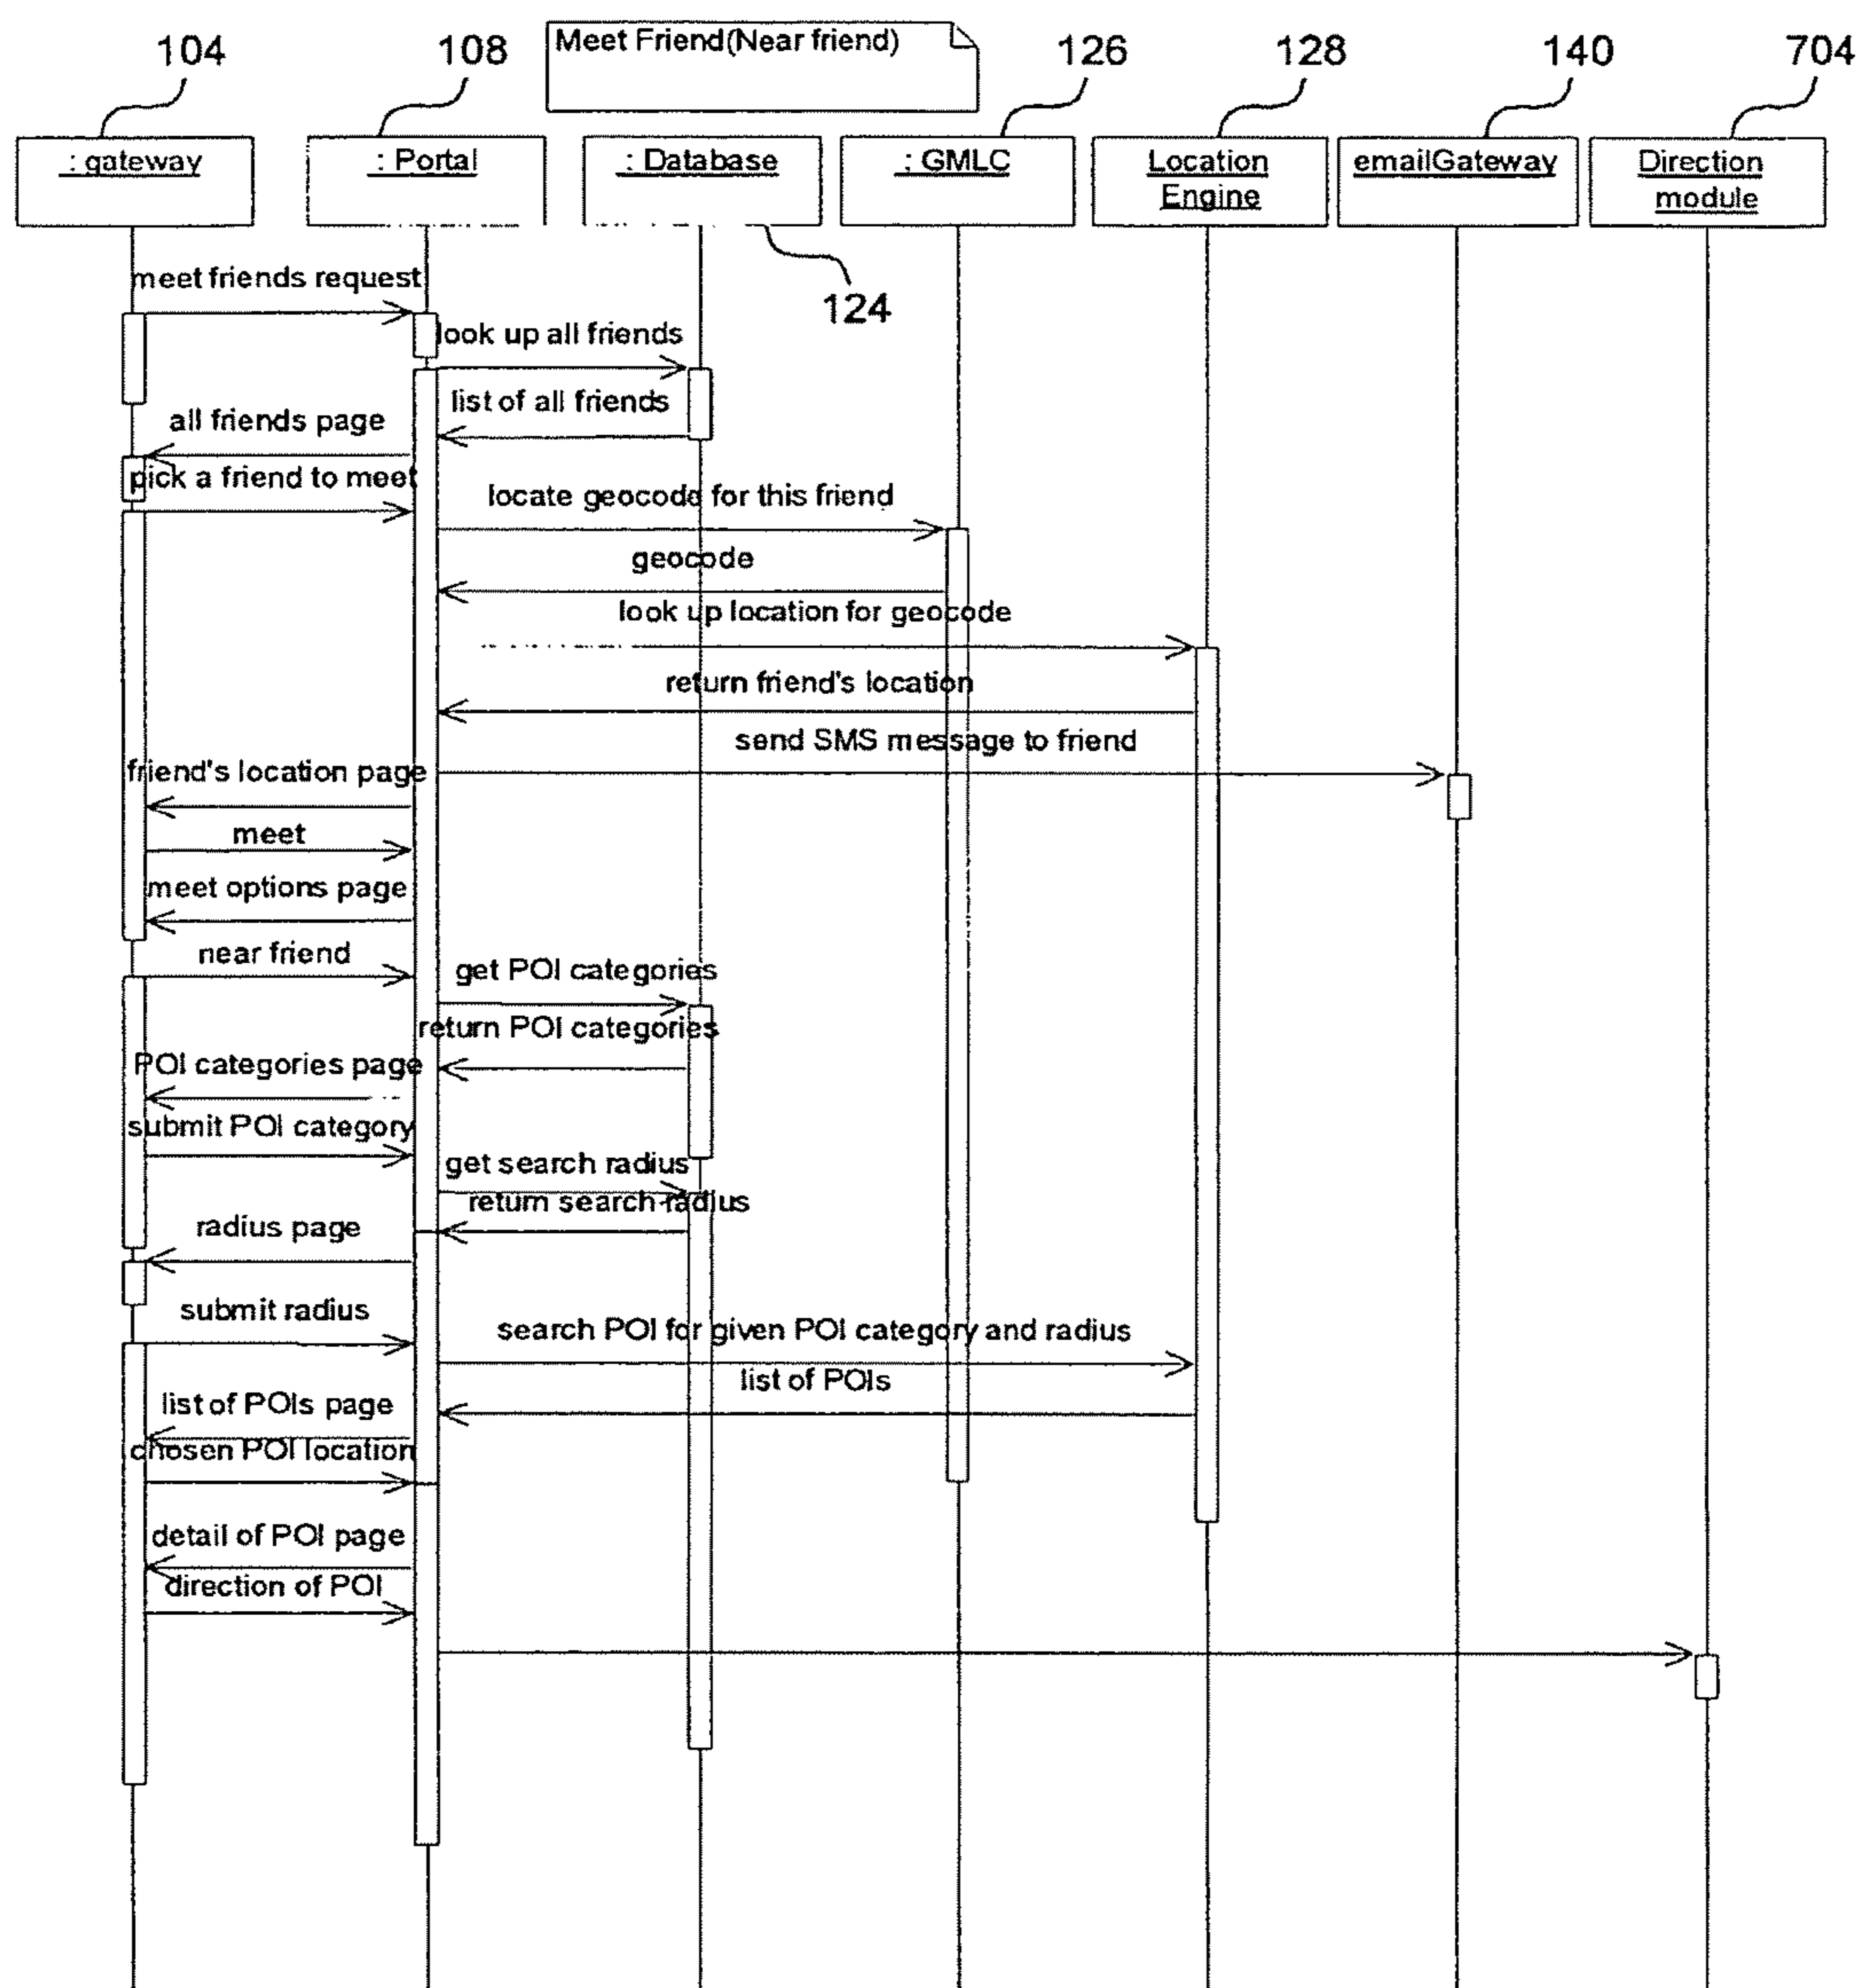 104
108
Meet Friend(Near friend)
126
128
140
704
: gateway
: Portal
: Database
: GMLC
Location
Engine
emailGateway
Direction
module
124
meet friends request
look up all friends
list of all friends
all friends page
pick a friend to meet
locate geocode for this friend
geocode
look up location for geocode
return friend's location
send SMS message to friend
friend's location page
meet
meet options page
near friend
get POI categories
return POI categories
POI categories page
submit POI category
get search radius
return search radius
radius page
submit radius
search POI for given POI category and radius
list of POIs
list of POIs page
chosen POI location
detail of POI page
direction of POI